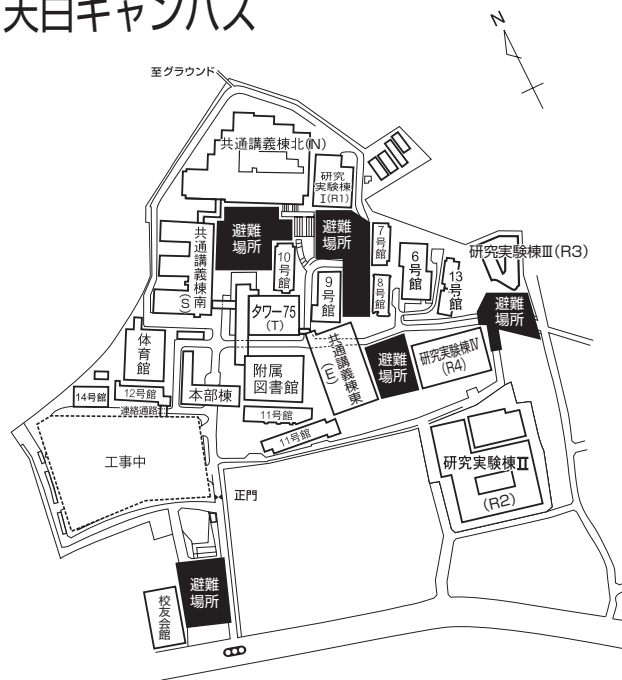 天白キャンパス
N
至グラウンド
共通講義棟北(N)
研究
実験棟
I(R1)
避難
場所
避難
場所
7号館
共通講義棟南
(S)
10号館
9号館
8号館
6号館
13号館
研究実験棟Ⅲ(R3)
避難
場所
タワー75
(T)
体育館
共通講義棟東
(E)
避難
場所
研究実験棟Ⅳ
(R4)
附属
図書館
本部棟
14号館
12号館
連絡通路
11号館
11号館
工事中
研究実験棟Ⅱ
(R2)
正門
避難
場所
校友会館